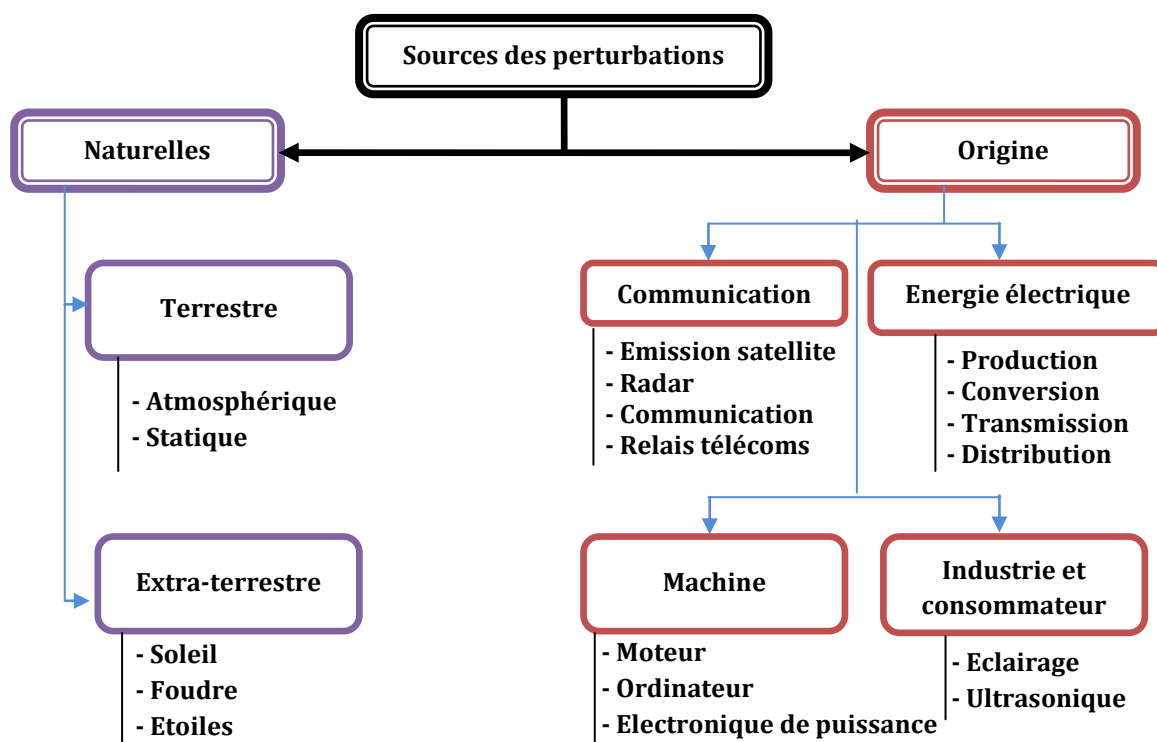 Sources des perturbations
Naturelles
Origine
Terrestre
- Atmosphérique
- Statique
Extra-terrestre
- Soleil
- Foudre
- Etoiles
Communication
- Emission satellite
- Radar
- Communication
- Relais télécoms
Energie électrique
- Production
- Conversion
- Transmission
- Distribution
Machine
- Moteur
- Ordinateur
- Electronique de puissance
Industrie et
consommateur
- Eclairage
- Ultrasonique